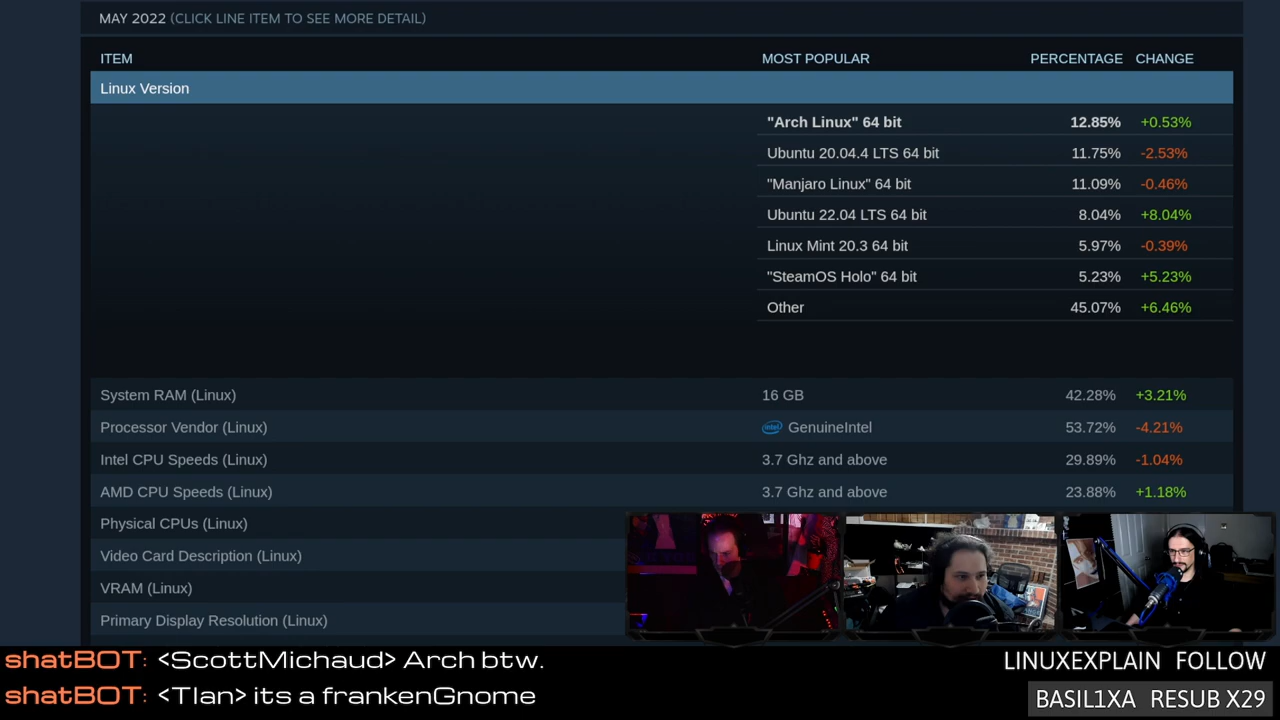 MAY 2022 (CLICK LINE ITEM TO SEE MORE DETAIL)
ITEM MOST POPULAR PERCENTAGE CHANGE
Linux Version
"Arch Linux" 64 bit 12.85% +0.53%
Ubuntu 20.04.4 LTS 64 bit 11.75% -2.53%
"Manjaro Linux" 64 bit 11.09% -0.46%
Ubuntu 22.04 LTS 64 bit 8.04% +8.04%
Linux Mint 20.3 64 bit 5.97% -0.39%
"SteamOS Holo" 64 bit 5.23% +5.23%
Other 45.07% +6.46%
System RAM (Linux) 16 GB 42.28% +3.21%
Processor Vendor (Linux) intel GenuineIntel 53.72% -4.21%
Intel CPU Speeds (Linux) 3.7 Ghz and above 29.89% -1.04%
AMD CPU Speeds (Linux) 3.7 Ghz and above 23.88% +1.18%
Physical CPUs (Linux)
Video Card Description (Linux)
VRAM (Linux)
Primary Display Resolution (Linux)
shatBOT: <ScottMichaud> Arch btw.
shatBOT: <Tlan> its a frankenGnome
LINUXEXPLAIN FOLLOW
BASIL1XA RESUB X29